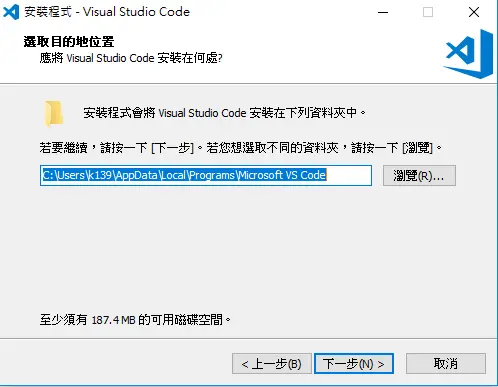 安裝程式 - Visual Studio Code
選取目的地位置
應將 Visual Studio Code 安裝在何處?
安裝程式會將 Visual Studio Code 安裝在下列資料夾中。
若要繼續，請按一下 [下一步]。若您想選取不同的資料夾，請按一下 [瀏覽]。
C:\Users\k139\AppData\Local\Programs\Microsoft VS Code
瀏覽(R)...
至少須有 187.4 MB 的可用磁碟空間。
< 上一步(B)
下一步(N) >
取消